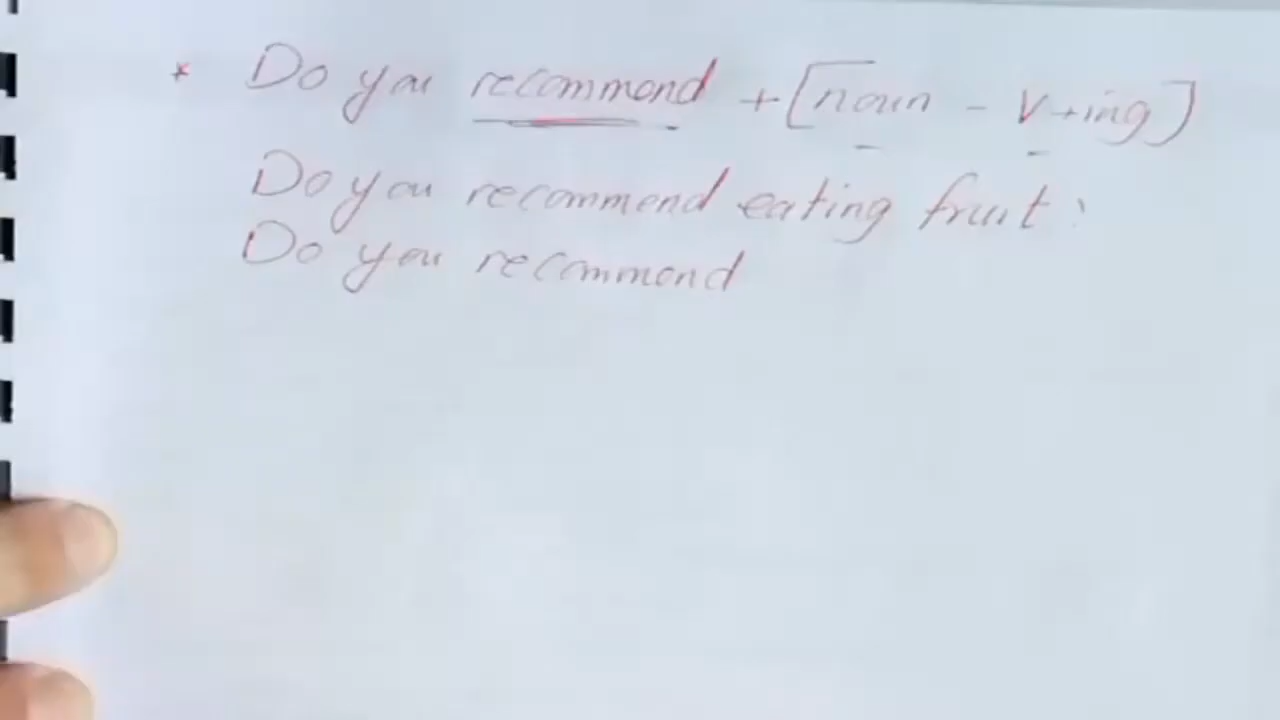 * Do you recommend + [noun - V+ing]
Do you recommend eating fruit :
Do you recommend